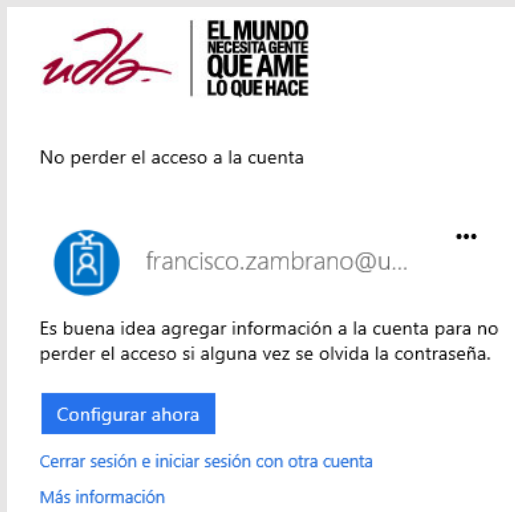 udla.
EL MUNDO
NECESITA GENTE
QUE AME
LO QUE HACE
No perder el acceso a la cuenta
francisco.zambrano@u...
Es buena idea agregar información a la cuenta para no
perder el acceso si alguna vez se olvida la contraseña.
Configurar ahora
Cerrar sesión e iniciar sesión con otra cuenta
Más información